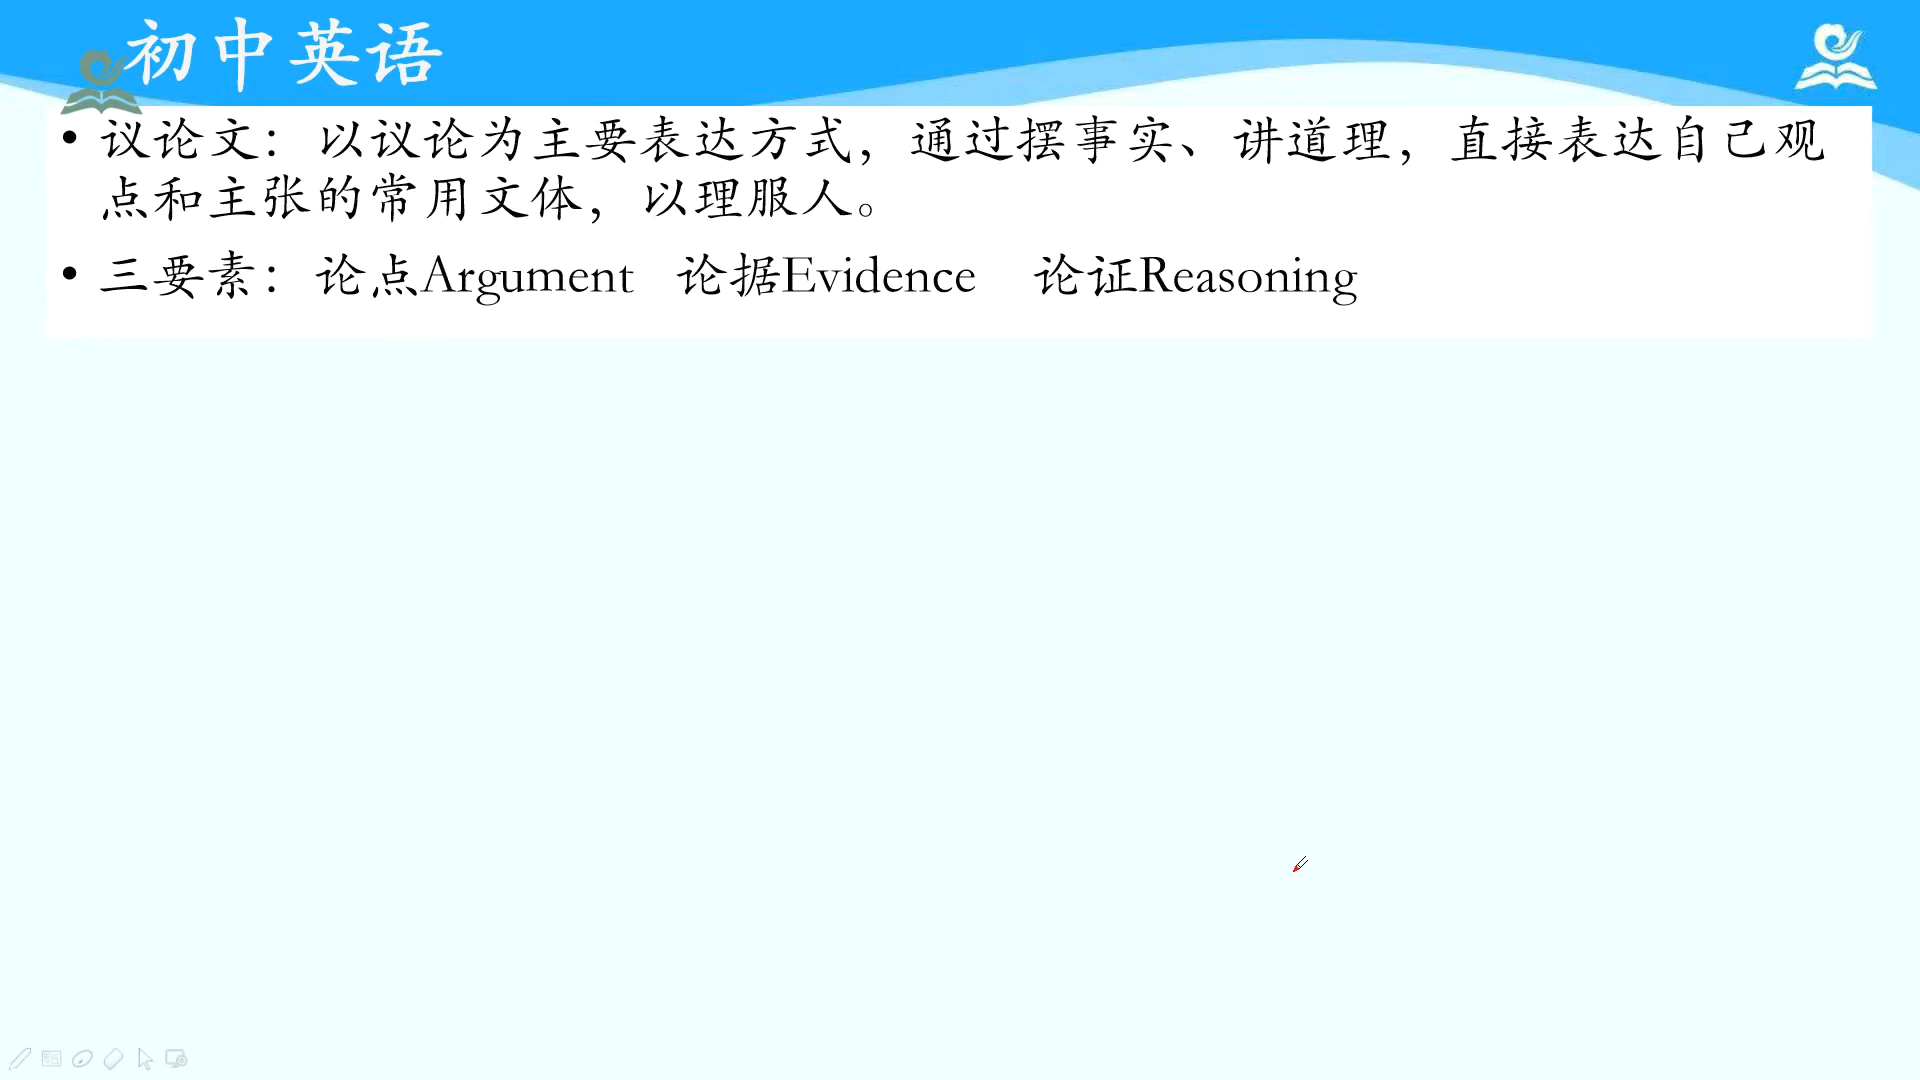 初中英语
• 议论文：以议论为主要表达方式，通过摆事实、讲道理，直接表达自己观
点和主张的常用文体，以理服人。
• 三要素：论点Argument 论据Evidence 论证Reasoning